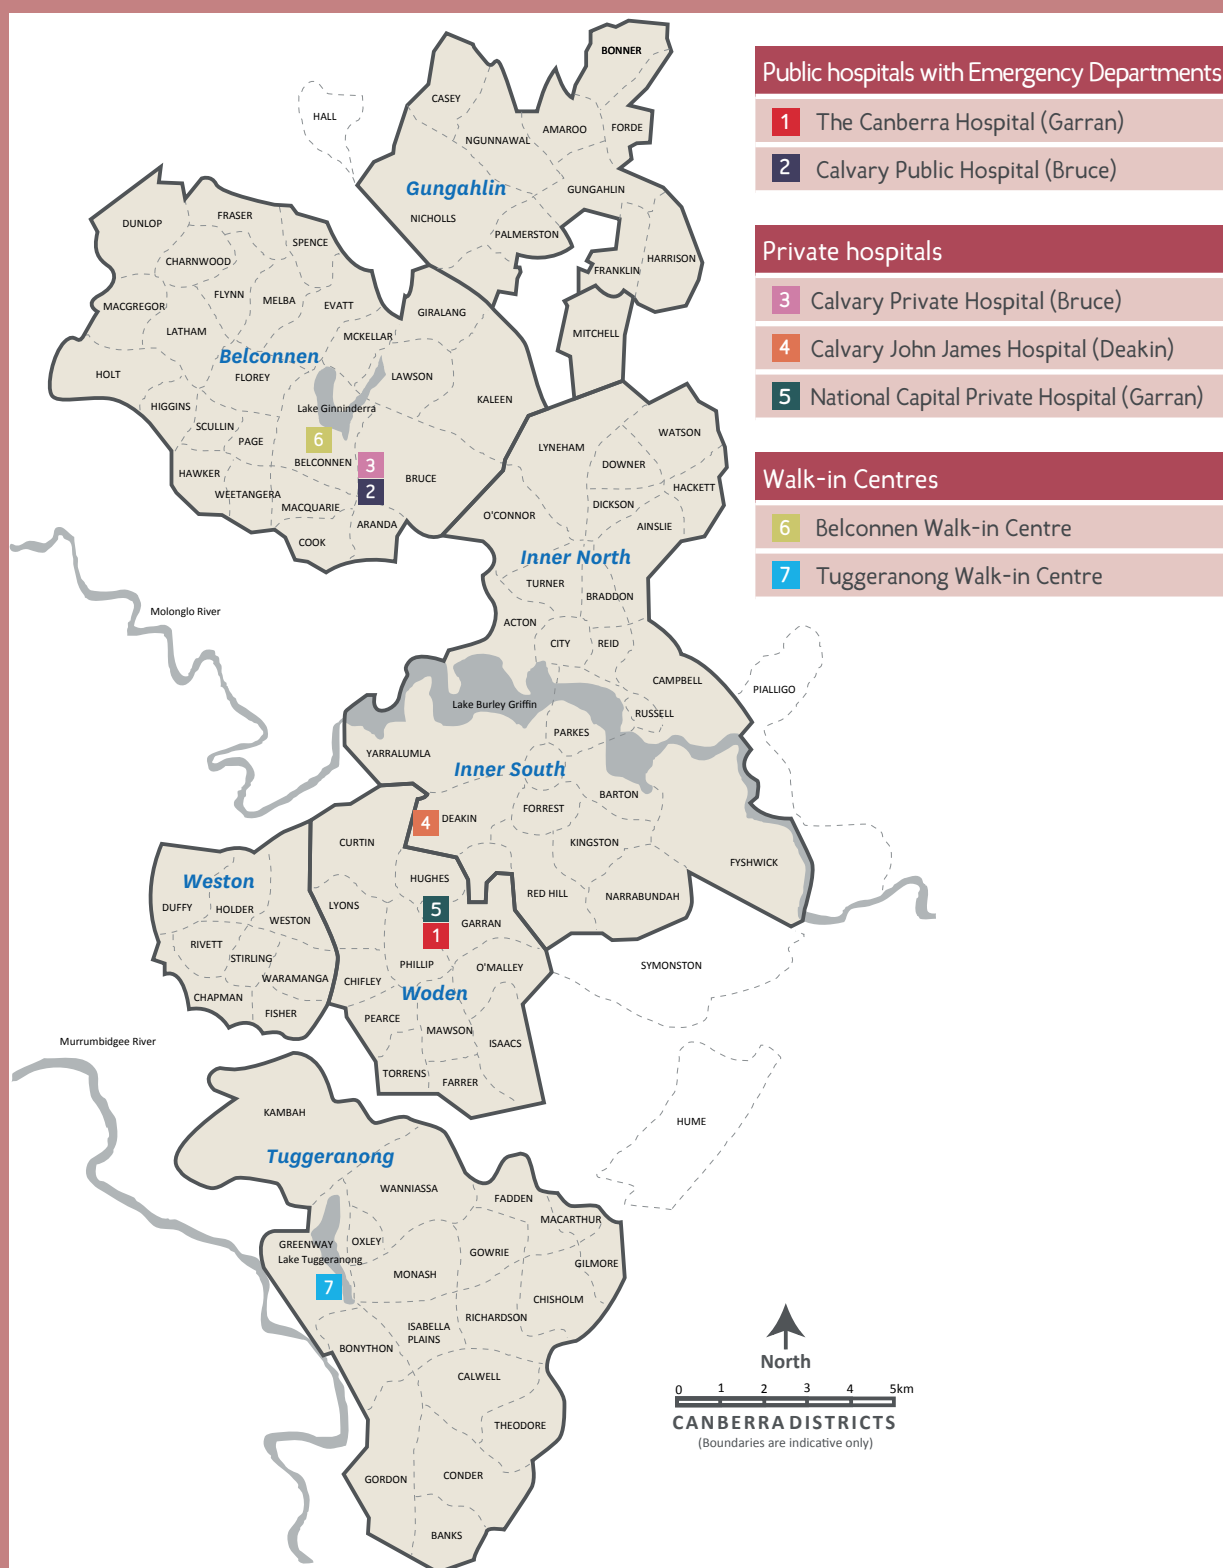 BONNER
CASEY
HALL
NGUNNAWAL
AMAROO
FORDE
Gungahlin
GUNGAHLIN
NICHOLLS
PALMERSTON
HARRISON
FRANKLIN
MITCHELL
DUNLOP
FRASER
SPENCE
CHARNWOOD
FLYNN
MELBA
EVATT
MACGREGOR
GIRALANG
LATHAM
MCKELLAR
Belconnen
HOLT
FLOREY
LAWSON
KALEEN
HIGGINS
Lake Ginninderra
SCULLIN
PAGE
6
BELCONNEN
3
HAWKER
BRUCE
WEETANGERA
2
MACQUARIE
ARANDA
COOK
WATSON
LYNEHAM
DOWNER
HACKETT
DICKSON
O'CONNOR
AINSLIE
Inner North
TURNER
BRADDON
ACTON
CITY
REID
CAMPBELL
RUSSELL
PIALLIGO
Molonglo River
Lake Burley Griffin
PARKES
YARRALUMLA
Inner South
BARTON
FORREST
4
DEAKIN
KINGSTON
FYSHWICK
RED HILL
NARRABUNDAH
CURTIN
HUGHES
LYONS
5
GARRAN
1
PHILLIP
O'MALLEY
CHIFLEY
Woden
PEARCE
MAWSON
ISAACS
TORRENS
FARRER
Weston
DUFFY
HOLDER
WESTON
RIVETT
STIRLING
WARAMANGA
CHAPMAN
FISHER
SYMONSTON
HUME
Murrumbidgee River
KAMBAH
Tuggeranong
WANNIASSA
FADDEN
MACARTHUR
GREENWAY
OXLEY
Lake Tuggeranong
GOWRIE
GILMORE
7
MONASH
CHISHOLM
RICHARDSON
ISABELLA
PLAINS
BONYTHON
CALWELL
THEODORE
GORDON
CONDER
BANKS
Public hospitals with Emergency Departments
1 The Canberra Hospital (Garran)
2 Calvary Public Hospital (Bruce)
Private hospitals
3 Calvary Private Hospital (Bruce)
4 Calvary John James Hospital (Deakin)
5 National Capital Private Hospital (Garran)
Walk-in Centres
6 Belconnen Walk-in Centre
7 Tuggeranong Walk-in Centre
North
0 1 2 3 4 5km
CANBERRA DISTRICTS
(Boundaries are indicative only)